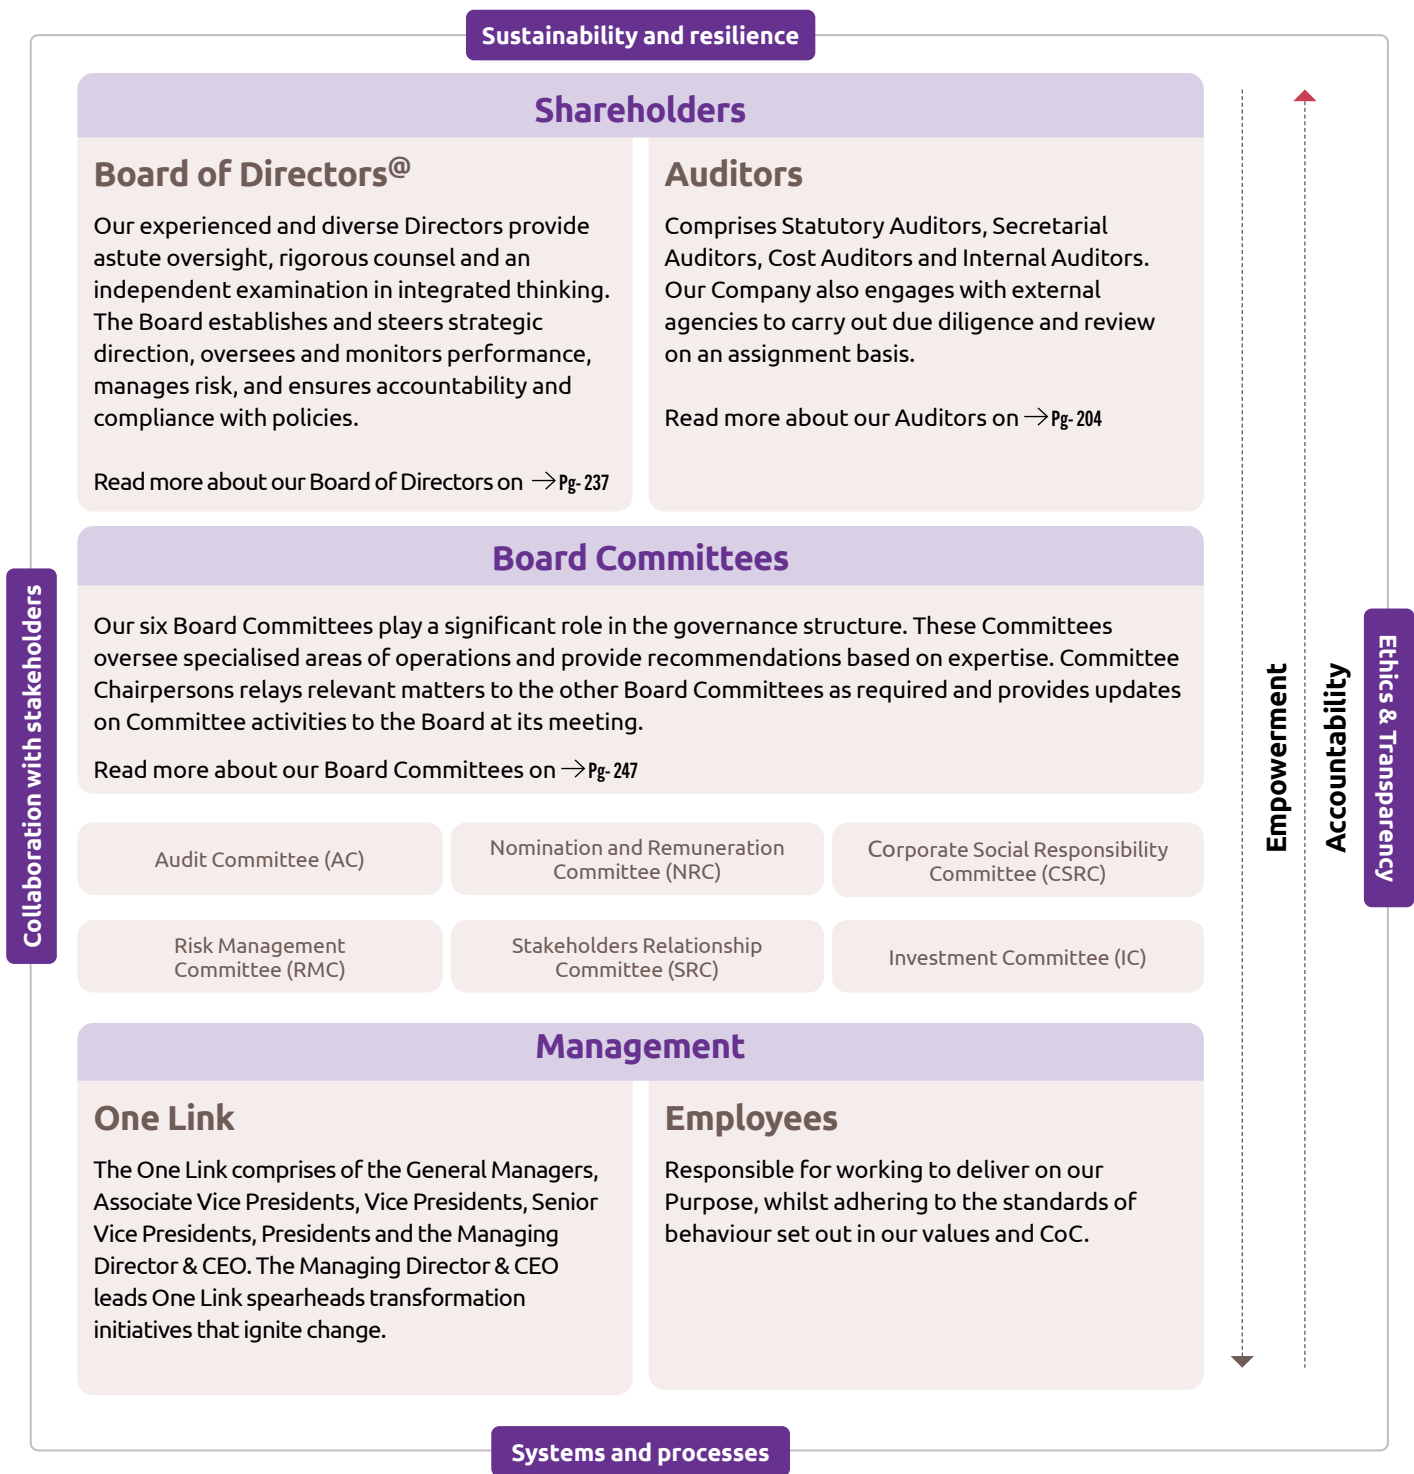 Sustainability and resilience
Shareholders
Board of Directors@
Our experienced and diverse Directors provide
astute oversight, rigorous counsel and an
independent examination in integrated thinking.
The Board establishes and steers strategic
direction, oversees and monitors performance,
manages risk, and ensures accountability and
compliance with policies.
Read more about our Board of Directors on → Pg- 237
Auditors
Comprises Statutory Auditors, Secretarial
Auditors, Cost Auditors and Internal Auditors.
Our Company also engages with external
agencies to carry out due diligence and review
on an assignment basis.
Read more about our Auditors on → Pg- 204
Board Committees
Our six Board Committees play a significant role in the governance structure. These Committees
oversee specialised areas of operations and provide recommendations based on expertise. Committee
Chairpersons relays relevant matters to the other Board Committees as required and provides updates
on Committee activities to the Board at its meeting.
Read more about our Board Committees on → Pg- 247
Audit Committee (AC)
Nomination and Remuneration
Committee (NRC)
Corporate Social Responsibility
Committee (CSRC)
Risk Management
Committee (RMC)
Stakeholders Relationship
Committee (SRC)
Investment Committee (IC)
Management
One Link
The One Link comprises of the General Managers,
Associate Vice Presidents, Vice Presidents, Senior
Vice Presidents, Presidents and the Managing
Director & CEO. The Managing Director & CEO
leads One Link spearheads transformation
initiatives that ignite change.
Employees
Responsible for working to deliver on our
Purpose, whilst adhering to the standards of
behaviour set out in our values and CoC.
Collaboration with stakeholders
Empowerment
Accountability
Ethics & Transparency
Systems and processes